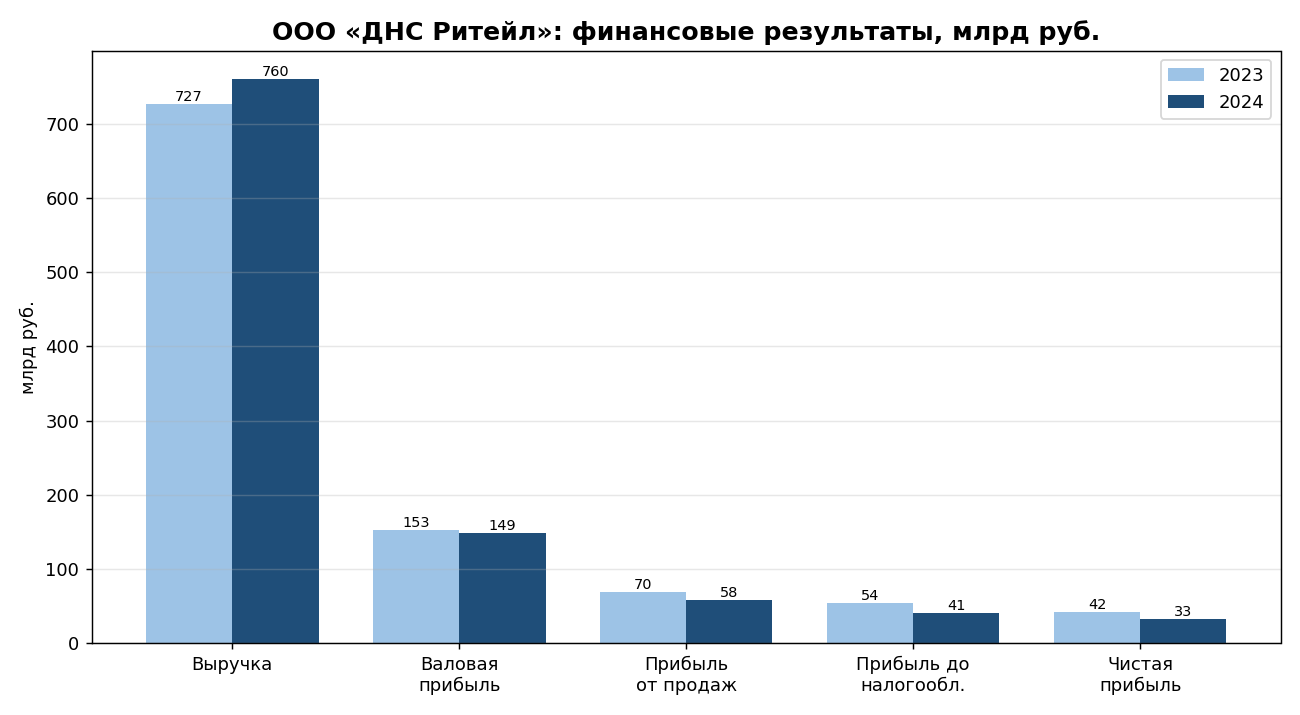 ООО «ДНС Ритейл»: финансовые результаты, млрд руб.
2023
2024
млрд руб.
700
600
500
400
300
200
100
0
727
760
153
149
70
58
54
41
42
33
Выручка
Валовая
прибыль
Прибыль
от продаж
Прибыль до
налогообл.
Чистая
прибыль